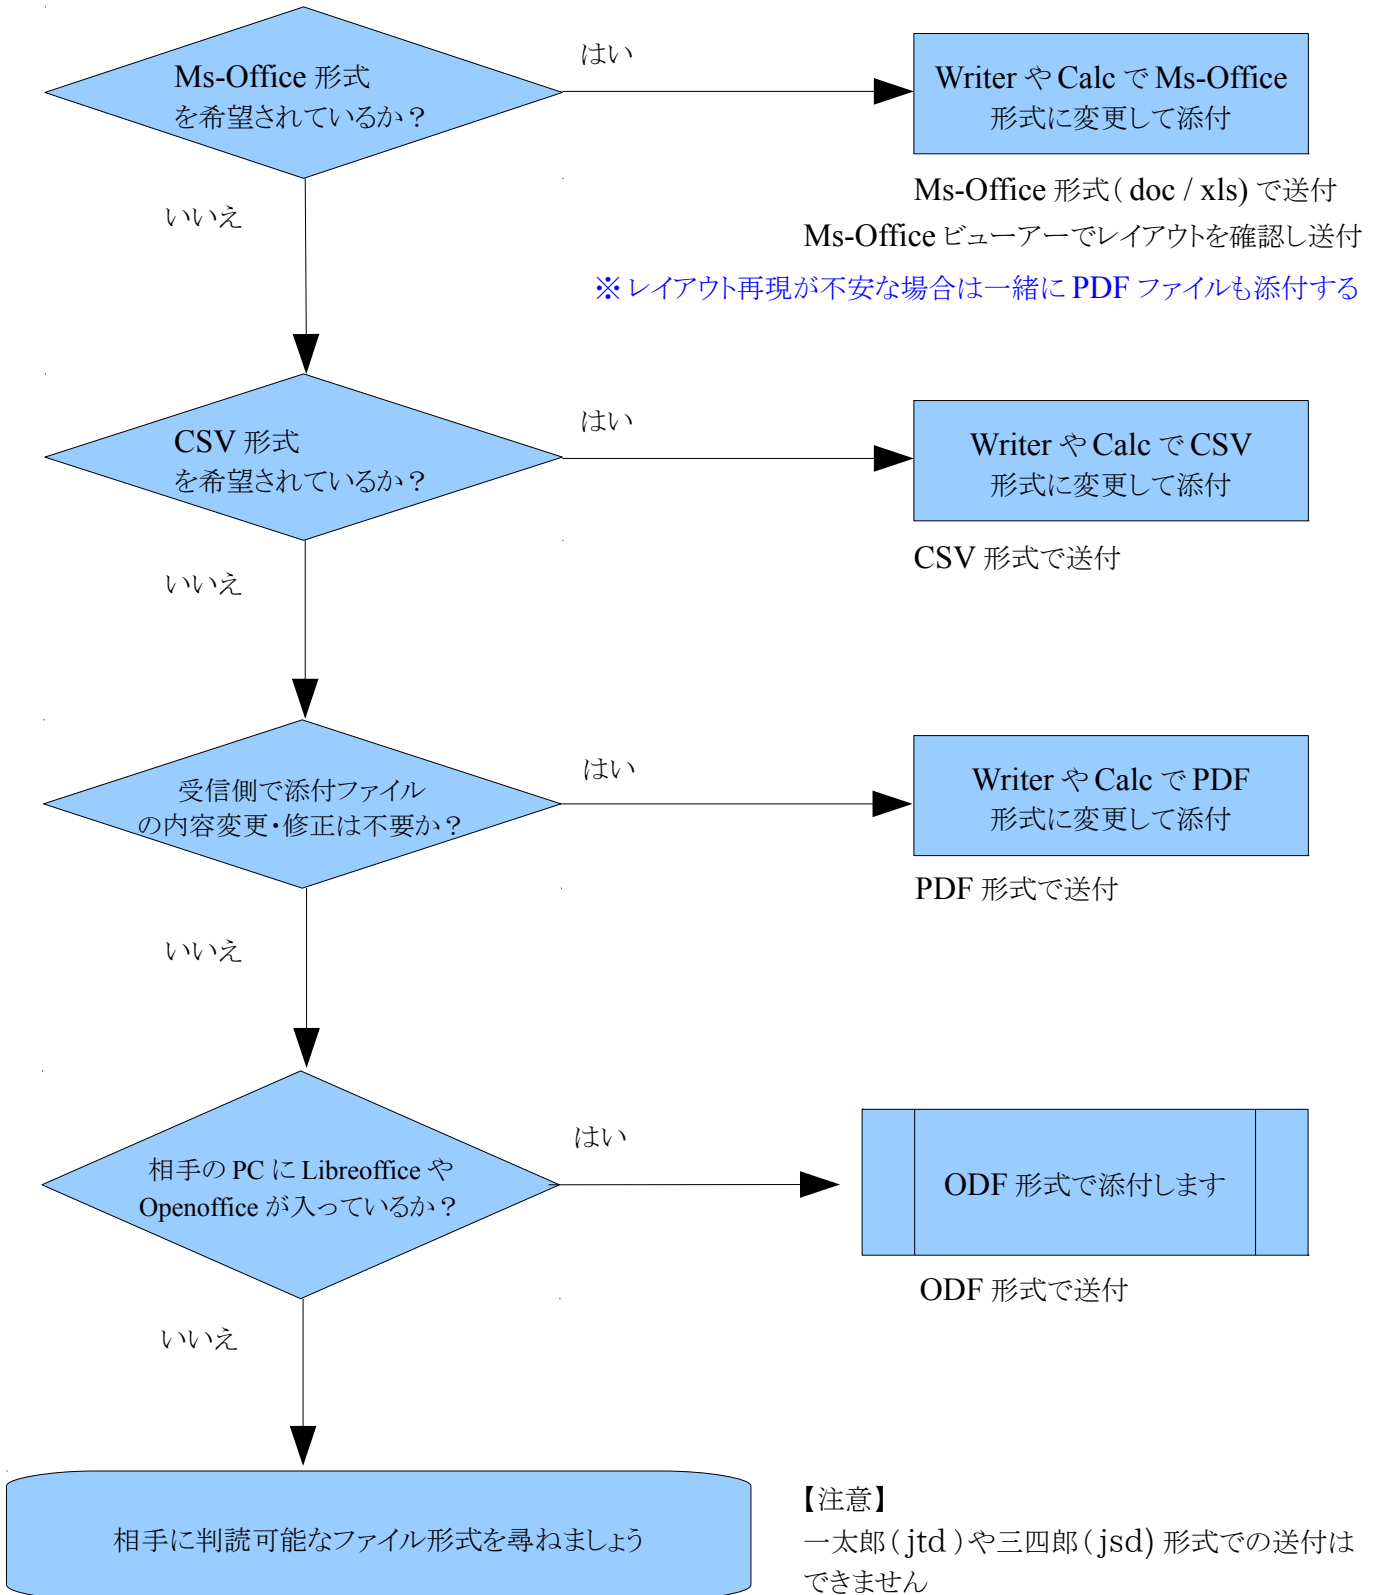 Ms-Office 形式
を希望されているか？
はい
Writer や Calc で Ms-Office
形式に変更して添付
Ms-Office 形式( doc / xls) で送付
Ms-Office ビューアーでレイアウトを確認し送付
※レイアウト再現が不安な場合は一緒に PDF ファイルも添付する
いいえ
CSV 形式
を希望されているか？
はい
Writer や Calc で CSV
形式に変更して添付
CSV 形式で送付
いいえ
受信側で添付ファイル
の内容変更・修正は不要か？
はい
Writer や Calc で PDF
形式に変更して添付
PDF 形式で送付
いいえ
相手の PC に Libreoffice や
Openoffice が入っているか？
はい
ODF 形式で添付します
ODF 形式で送付
いいえ
相手に判読可能なファイル形式を尋ねましょう
【注意】
一太郎( jtd )や三四郎( jsd) 形式での送付は
できません